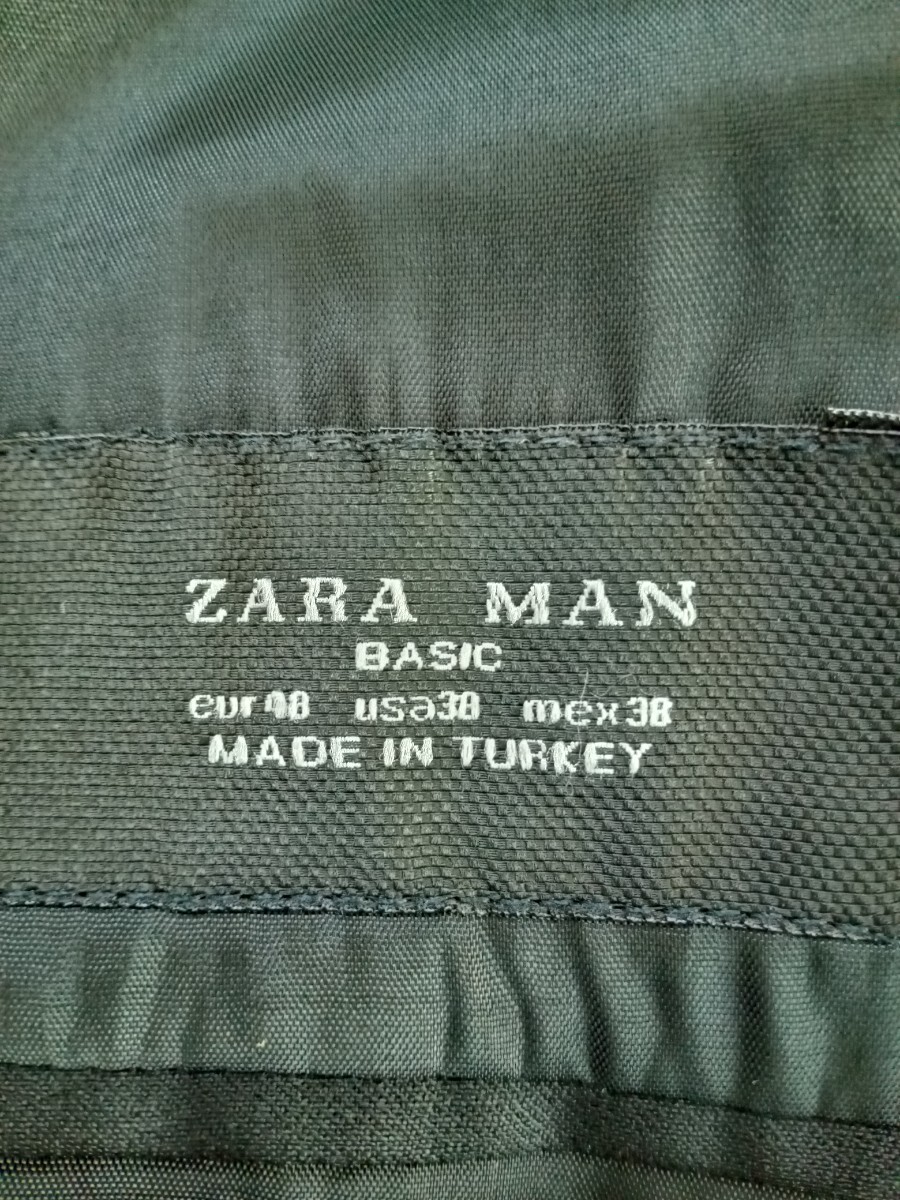 ZARA MAN
BASIC
eur 48 usa 38 mex 38
MADE IN TURKEY